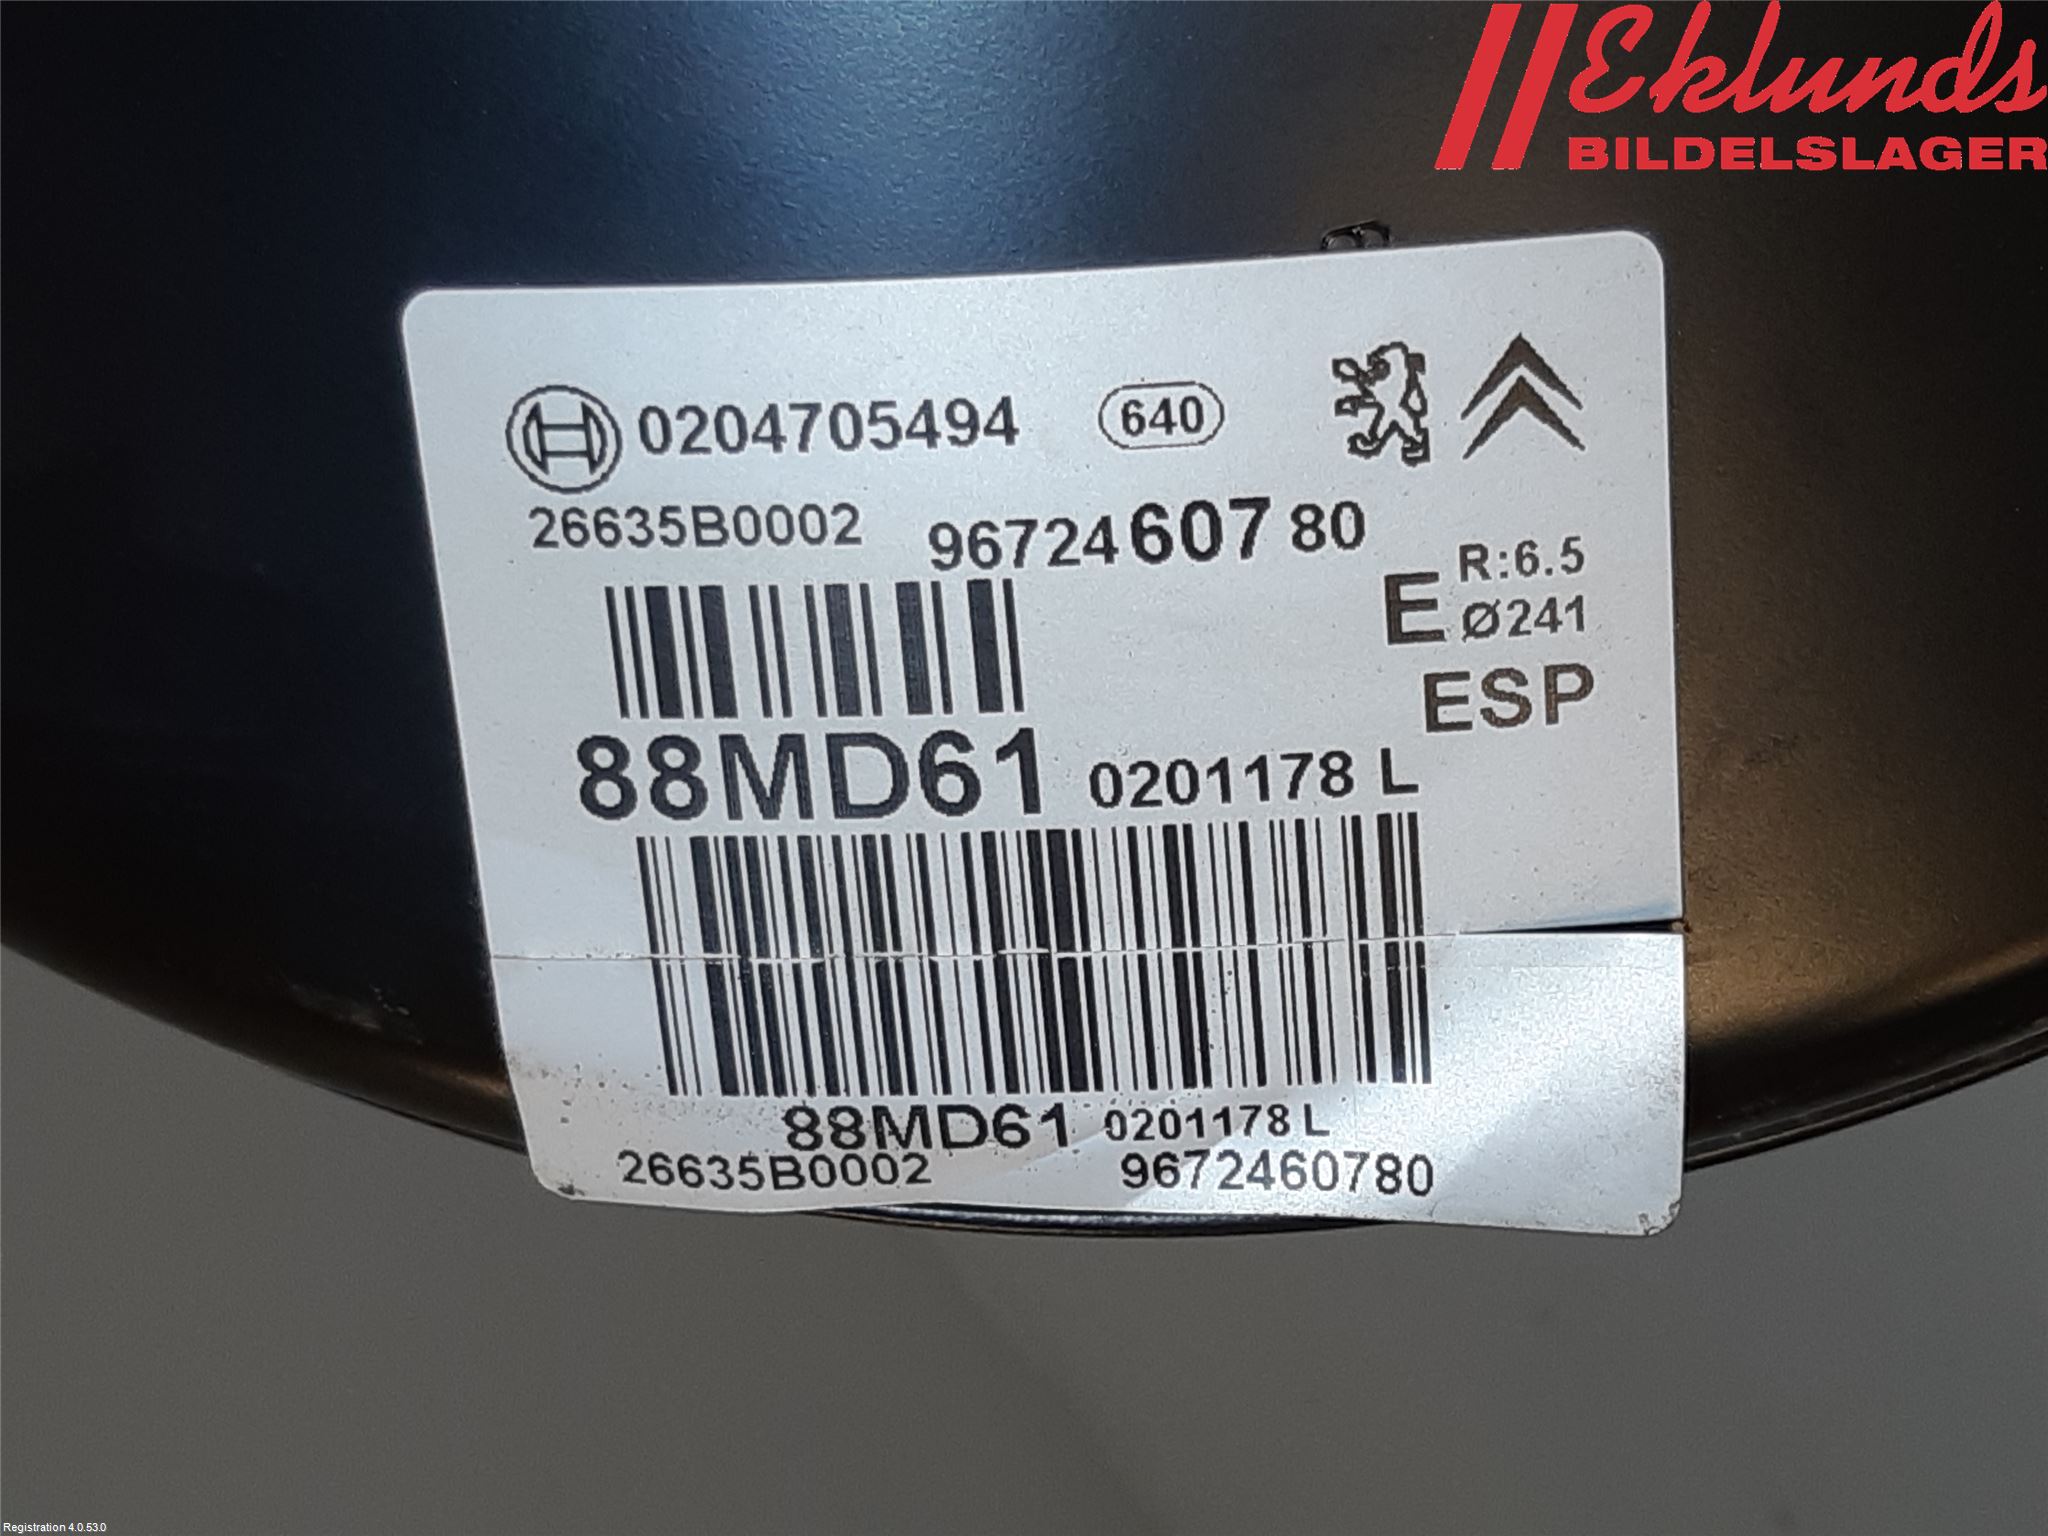 Eklunds
BILDELSLAGER
0204705494 640
26635B0002 9672460780
R:6.5
E Ø241
ESP
88MD61 0201178 L
88MD61 0201178 L
26635B0002 9672460780
Registration 4.0.53.0